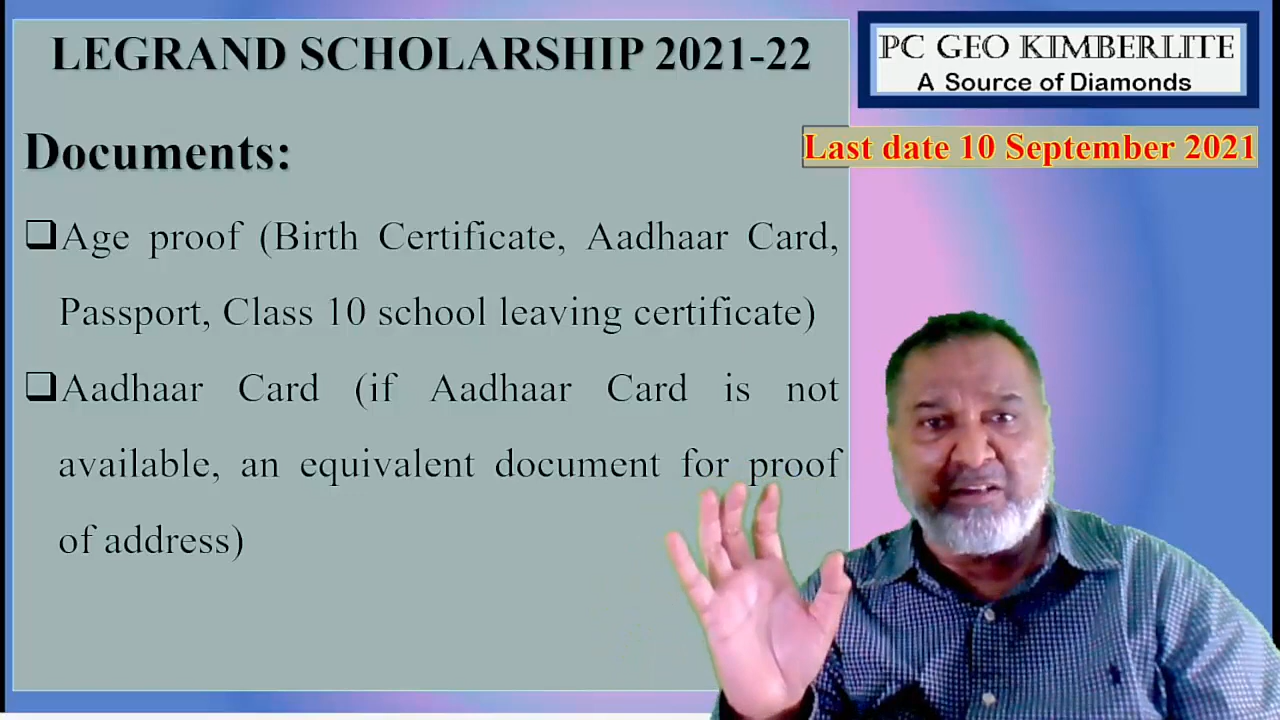 LEGRAND SCHOLARSHIP 2021-22
PC GEO KIMBERLITE
A Source of Diamonds
Last date 10 September 2021
Documents:
❑Age proof (Birth Certificate, Aadhaar Card,
Passport, Class 10 school leaving certificate)
❑Aadhaar Card (if Aadhaar Card is not
available, an equivalent document for proof
of address)